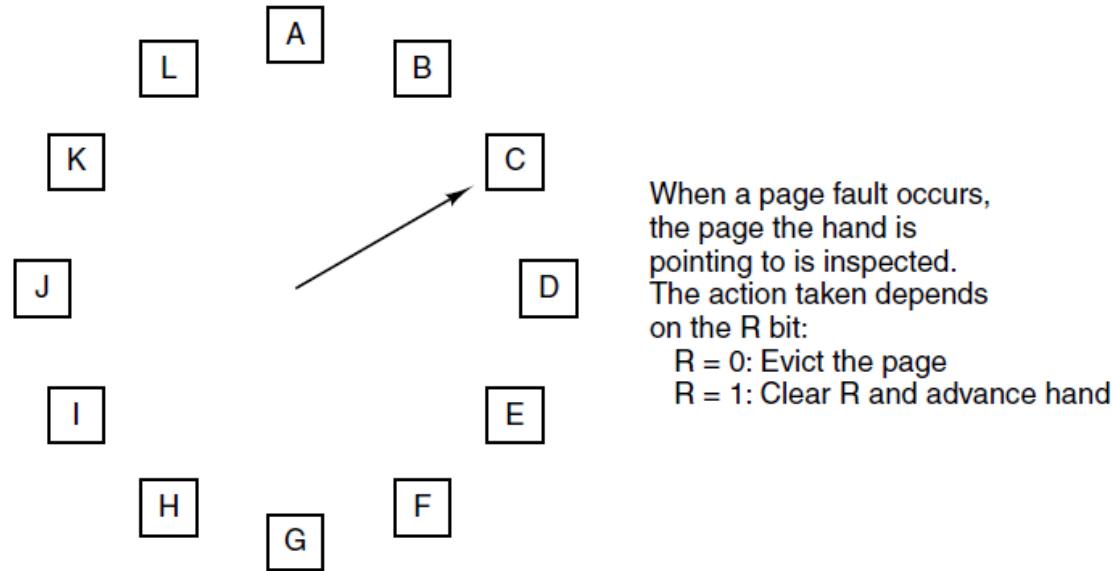 A
L
B
K
C
When a page fault occurs,
the page the hand is
pointing to is inspected.
J
D
The action taken depends
on the R bit:
R = 0: Evict the page
R = 1: Clear R and advance hand
I
E
H
F
G